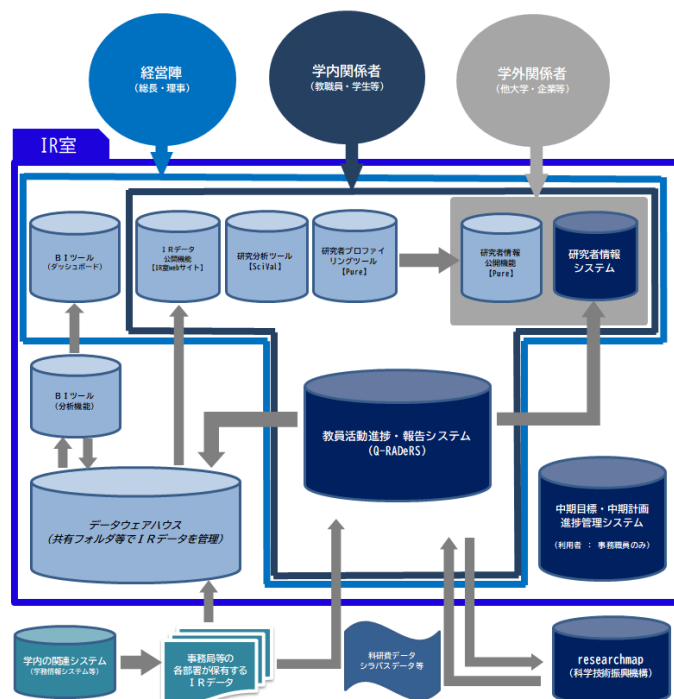 経営陣
(総長・理事)
学内関係者
(教職員・学生等)
学外関係者
(他大学・企業等)
IR室
BIツール
(ダッシュボード)
IRデータ
公開機能
【IR室webサイト】
研究分析ツール
【SciVal】
研究者プロファイ
リングツール
【Pure】
研究者情報
公開機能
【Pure】
研究者情報
システム
BIツール
(分析機能)
教員活動進捗・報告システム
(Q-RADeRS)
データウェアハウス
(共有フォルダ等でIRデータを管理)
中期目標・中期計画
進捗管理システム
(利用者 : 事務職員のみ)
学内の関連システム
(学務情報システム等)
事務局等の
各部署が保有する
IRデータ
科研費データ
シラバスデータ等
researchmap
(科学技術振興機構)